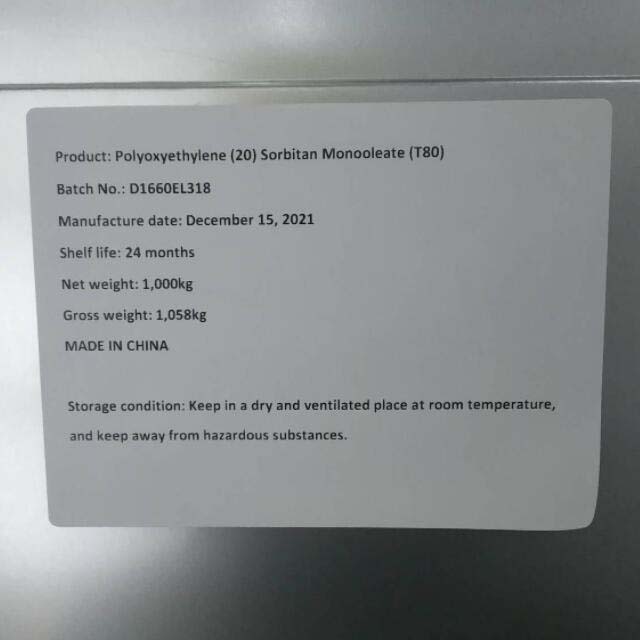 Product: Polyoxyethylene (20) Sorbitan Monooleate (T80)
Batch No.: D1660EL318
Manufacture date: December 15, 2021
Shelf life: 24 months
Net weight: 1,000kg
Gross weight: 1,058kg
MADE IN CHINA
Storage condition: Keep in a dry and ventilated place at room temperature,
and keep away from hazardous substances.